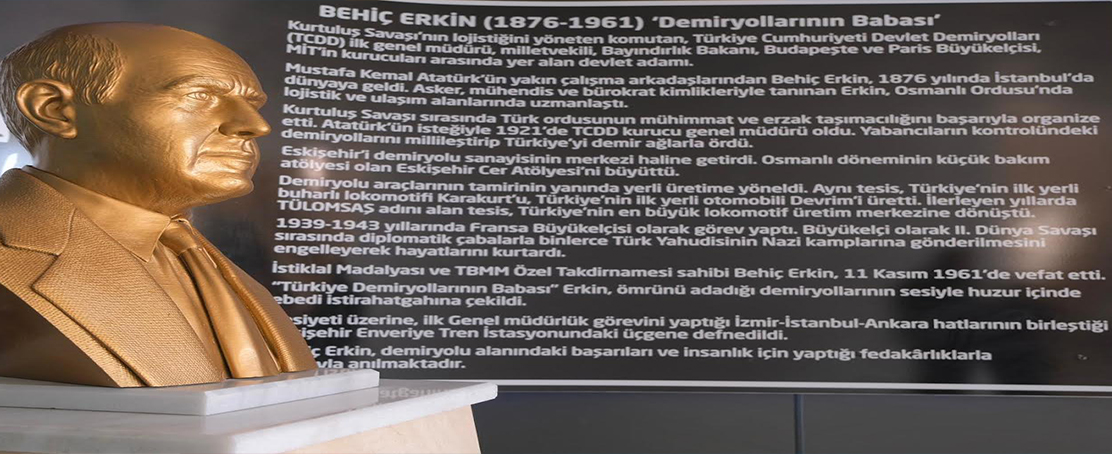 BEHİÇ ERKİN (1876-1961) ‘Demiryollarının Babası’
Kurtuluş Savaşı’nın lojistiğini yöneten komutan, Türkiye Cumhuriyeti Devlet Demiryolları
(TCDD) ilk genel müdürü, milletvekili, Bayındırlık Bakanı, Budapeşte ve Paris Büyükelçisi,
MİT’in kurucuları arasında yer alan devlet adamı.
Mustafa Kemal Atatürk’ün yakın çalışma arkadaşlarından Behiç Erkin, 1876 yılında İstanbul’da
dünyaya geldi. Asker, mühendis ve bürokrat kimlikleriyle tanınan Erkin, Osmanlı Ordusu’nda
lojistik ve ulaşım alanlarında uzmanlaştı.
Kurtuluş Savaşı sırasında Türk ordusunun mühimmat ve erzak taşımacılığını başarıyla organize
etti. Atatürk’ün isteğiyle 1921’de TCDD kurucu genel müdürü oldu. Yabancıların kontrolündeki
demiryollarını millileştirip Türkiye’yi demir ağlarla ördü.
Eskişehir’i demiryolu sanayisinin merkezi haline getirdi. Osmanlı döneminin küçük bakım
atölyesi olan Eskişehir Cer Atölyesi’ni büyüttü.
Demiryolu araçlarının tamirinin yanında yerli üretime yöneldi. Aynı tesis, Türkiye’nin ilk yerli
buharlı lokomotifi Karakurt’u, Türkiye’nin ilk yerli otomobili Devrim’i üretti. İlerleyen yıllarda
TÜLOMSAŞ adını alan tesis, Türkiye’nin en büyük lokomotif üretim merkezine dönüştü.
1939-1943 yıllarında Fransa Büyükelçisi olarak görev yaptı. Büyükelçi olarak II. Dünya Savaşı
sırasında diplomatik çabalarla binlerce Türk Yahudisinin Nazi kamplarına gönderilmesini
engelleyerek hayatlarını kurtardı.
İstiklal Madalyası ve TBMM Özel Takdirnamesi sahibi Behiç Erkin, 11 Kasım 1961’de vefat etti.
“Türkiye Demiryollarının Babası” Erkin, ömrünü adadığı demiryollarının sesiyle huzur içinde
ebedi istirahatgahına çekildi.
asiyeti üzerine, ilk Genel müdürlük görevini yaptığı İzmir-İstanbul-Ankara hatlarının birleştiği
kişehir Enveriye Tren İstasyonundaki üçgene defnedildi.
ç Erkin, demiryolu alanındaki başarıları ve insanlık için yaptığı fedakârlıklarla
yla anılmaktadır.